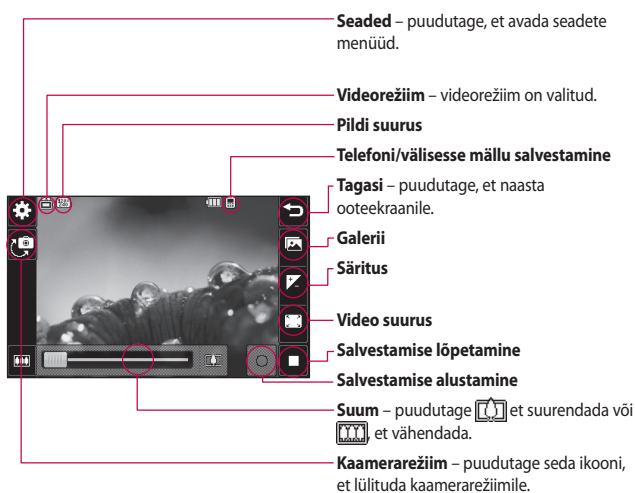 Seaded – puudutage, et avada seadete
menüüd.
Videorežiim – videorežiim on valitud.
Pildi suurus
Telefoni/välisesse mällu salvestamine
Tagasi – puudutage, et naasta
ooteekraanile.
Galerii
Säritus
Video suurus
Salvestamise lõpetamine
Salvestamise alustamine
Suum – puudutage et suurendada või
, et vähendada.
Kaamerarežiim – puudutage seda ikooni,
et lülituda kaamerarežiimile.